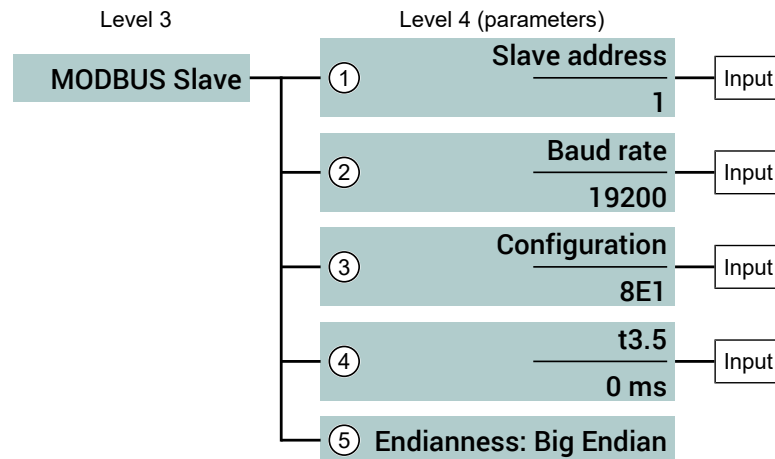 Level 3
Level 4 (parameters)
MODBUS Slave
1
Slave address
1
Input
2
Baud rate
19200
Input
3
Configuration
8E1
Input
4
t3.5
0 ms
Input
5 Endianness: Big Endian